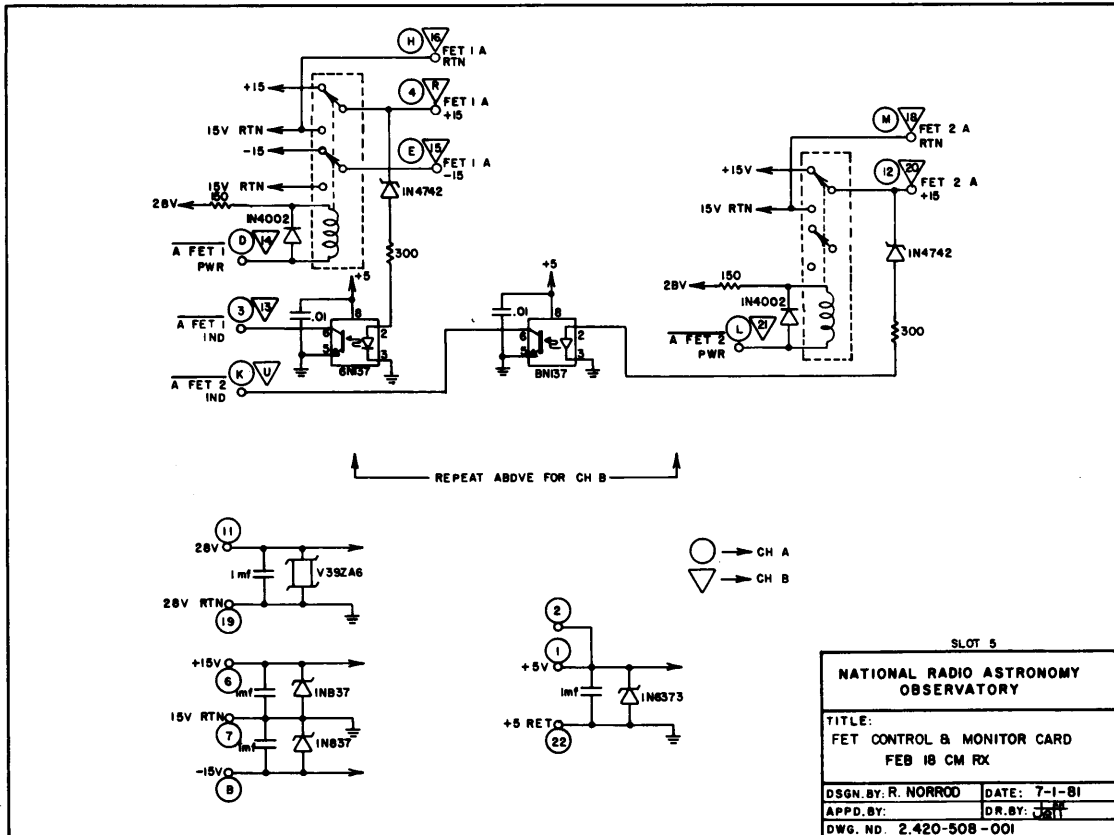 H 16 FET 1 A
RTN
+15 4 R FET 1 A
+15
15V RTN
-15 E 15 FET 1 A
-15
15V RTN
28V 150
1N4002
1N4742
A FET 1 D 14
PWR
300
+5
.01 8
A FET 1 3 13
IND
6 2
5 3
6N137
A FET 2 K U
IND
+5
.01 8
6 2
5 3
8N137
M 18 FET 2 A
RTN
+15V 12 20 FET 2 A
+15
15V RTN
1N4742
28V 150
1N4002
A FET 2 L 21
PWR
300
REPEAT ABOVE FOR CH B
11
28V
1mf V39ZA6
28V RTN
19
+15V
6
1mf 1N837
15V RTN
7
1mf 1N837
-15V
B
2
1
+5V
1mf 1N6373
+5 RET
22
CH A
CH B
SLOT 5
NATIONAL RADIO ASTRONOMY
OBSERVATORY
TITLE:
FET CONTROL & MONITOR CARD
FEB 18 CM RX
DSGN. BY: R. NORROD DATE: 7-1-81
APPD. BY: DR. BY:
DWG. NO. 2.420-508-001